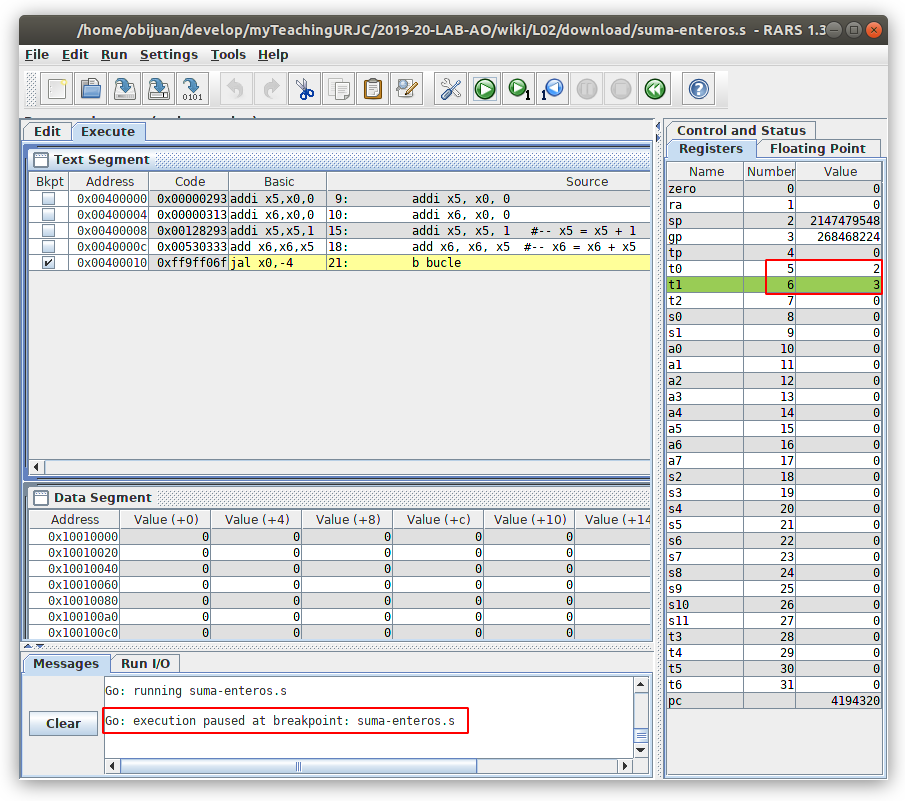 /home/obijuan/develop/myTeachingURJC/2019-20-LAB-AO/wiki/L02/download/suma-enteros.s - RARS 1.3
File Edit Run Settings Tools Help
0101 1 1
Edit Execute
Text Segment
Bkpt Address Code Basic Source
0x00400000 0x00000293 addi x5,x0,0 9: addi x5, x0, 0
0x00400004 0x00000313 addi x6,x0,0 10: addi x6, x0, 0
0x00400008 0x00128293 addi x5,x5,1 15: addi x5, x5, 1 #-- x5 = x5 + 1
0x0040000c 0x00530333 add x6,x6,x5 18: add x6, x6, x5 #-- x6 = x6 + x5
0x00400010 0xff9ff06f jal x0,-4 21: b bucle
Data Segment
Address Value (+0) Value (+4) Value (+8) Value (+c) Value (+10) Value (+14
0x10010000 0 0 0 0 0
0x10010020 0 0 0 0 0
0x10010040 0 0 0 0 0
0x10010060 0 0 0 0 0
0x10010080 0 0 0 0 0
0x100100a0 0 0 0 0 0
0x100100c0 0 0 0 0 0
Messages Run I/O
Go: running suma-enteros.s
Go: execution paused at breakpoint: suma-enteros.s
Clear
Control and Status
Registers Floating Point
Name Number Value
zero 0 0
ra 1 0
sp 2 2147479548
gp 3 268468224
tp 4 0
t0 5 2
t1 6 3
t2 7 0
s0 8 0
s1 9 0
a0 10 0
a1 11 0
a2 12 0
a3 13 0
a4 14 0
a5 15 0
a6 16 0
a7 17 0
s2 18 0
s3 19 0
s4 20 0
s5 21 0
s6 22 0
s7 23 0
s8 24 0
s9 25 0
s10 26 0
s11 27 0
t3 28 0
t4 29 0
t5 30 0
t6 31 0
pc 4194320